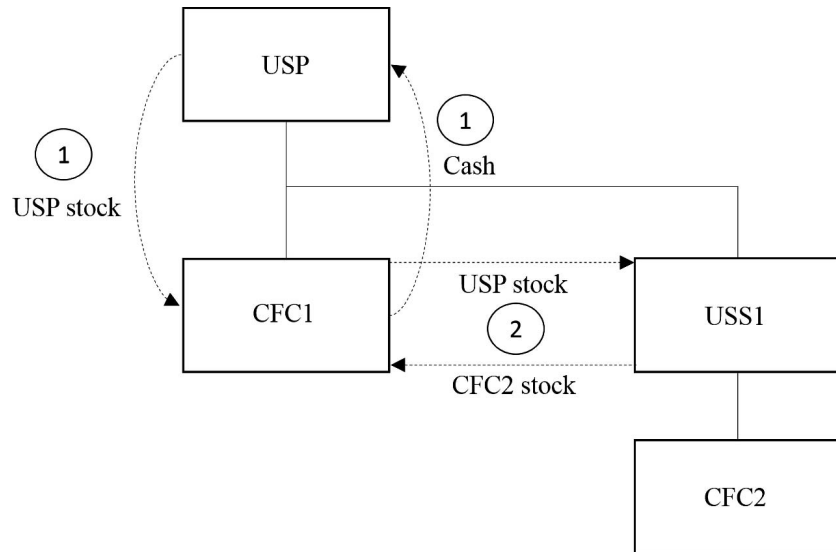 USP
1
1
Cash
USP stock
CFC1
USP stock
USS1
2
CFC2 stock
CFC2